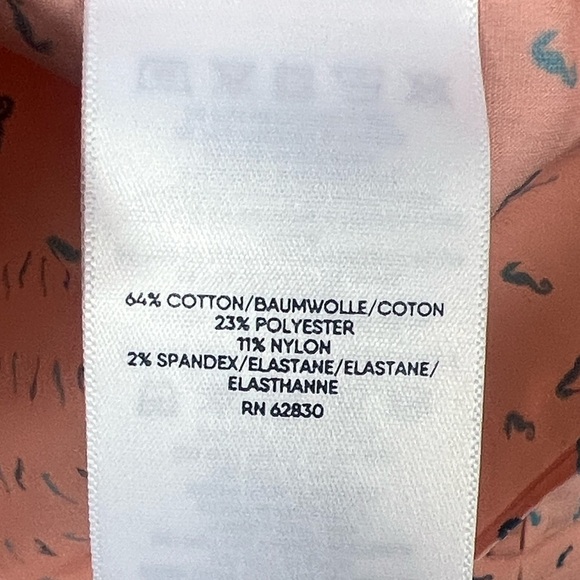 64% COTTON/BAUMWOLLE/COTON
23% POLYESTER
11% NYLON
2% SPANDEX/ELASTANE/ELASTANE/
ELASTHANNE
RN 62830